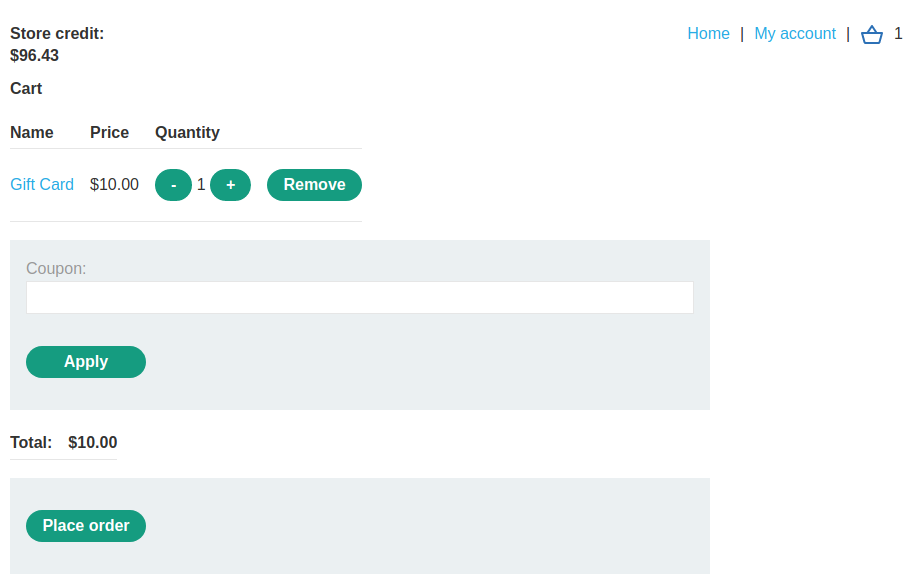 Store credit:
$96.43
Home | My account | 1
Cart
Name Price Quantity
Gift Card $10.00 - 1 + Remove
Coupon:
Apply
Total: $10.00
Place order